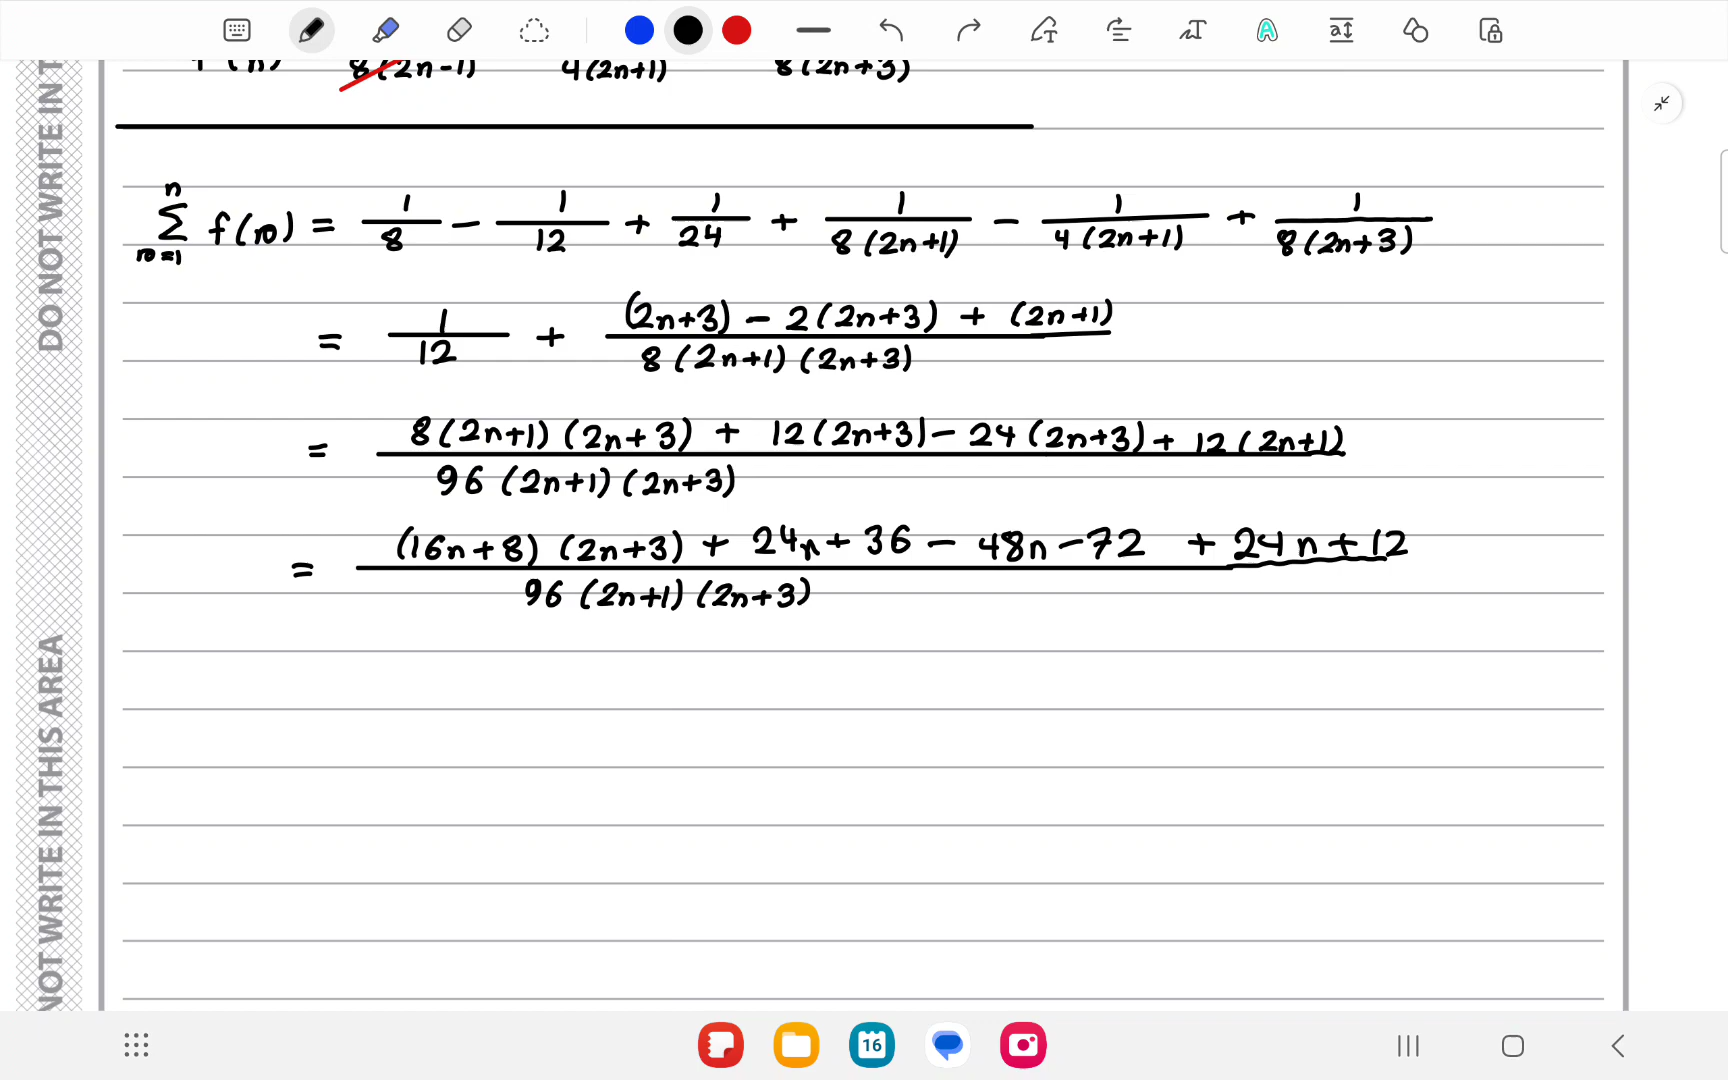 f(n) 8(2n-1) 4(2n+1) 8(2n+3)
DO NOT WRITE IN T
n
Σ f(r) = 1/8 - 1/12 + 1/24 + 1/8(2n+1) - 1/4(2n+1) + 1/8(2n+3)
r=1
= 1/12 + (2n+3) - 2(2n+3) + (2n+1) / 8(2n+1)(2n+3)
= 8(2n+1)(2n+3) + 12(2n+3) - 24(2n+3) + 12(2n+1) / 96(2n+1)(2n+3)
= (16n+8)(2n+3) + 24n+36 - 48n-72 + 24n+12 / 96(2n+1)(2n+3)
NOT WRITE IN THIS AREA
16